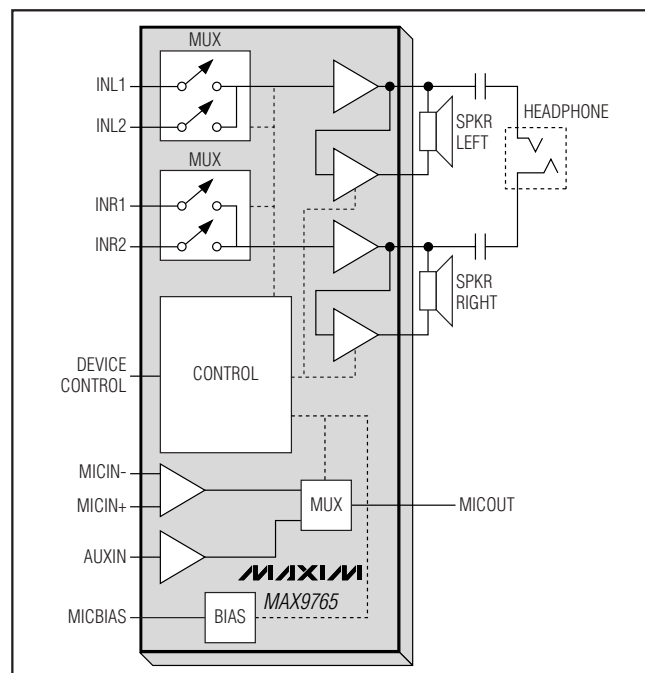 MUX
INL1
INL2
SPKR
LEFT
HEADPHONE
MUX
INR1
INR2
SPKR
RIGHT
DEVICE
CONTROL
CONTROL
MICIN-
MICIN+
MUX
MICOUT
AUXIN
MAXIM
MAX9765
MICBIAS
BIAS